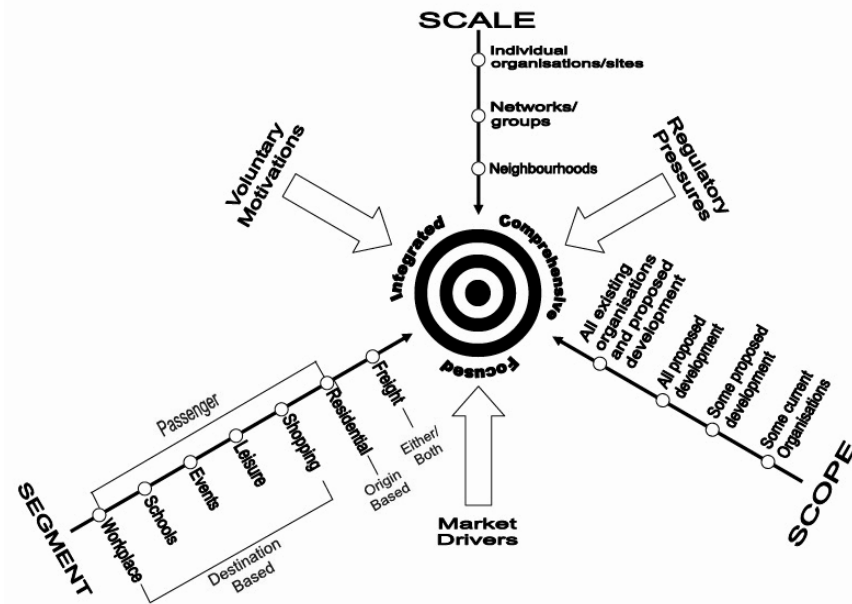 SCALE
Individual
organisations/sites
Networks/
groups
Neighbourhoods
Voluntary
Motivations
Regulatory
Pressures
Integrated
Comprehensive
Focused
All existing
organisations
and proposed
development
All proposed
development
Some proposed
development
Some current
Organisations
SCOPE
Passenger
Freight
Residential
Shopping
Leisure
Events
Schools
Workplace
SEGMENT
Either/
Both
Origin
Based
Destination
Based
Market
Drivers